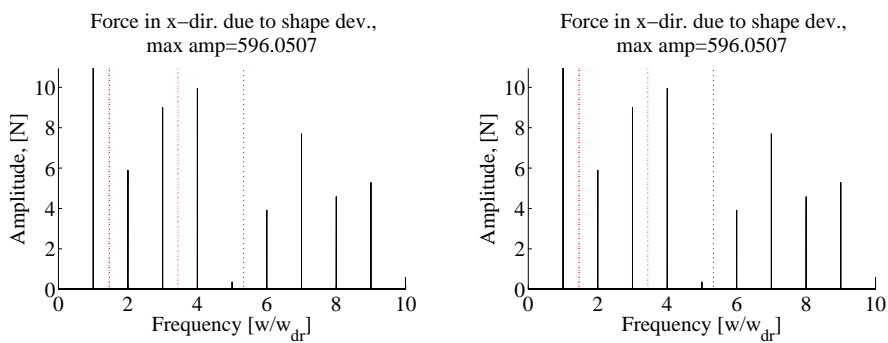 Force in x−dir. due to shape dev.,
max amp=596.0507
10
8
6
4
2
0
Amplitude, [N]
0 2 4 6 8 10
Frequency [w/w_dr]
Force in x−dir. due to shape dev.,
max amp=596.0507
10
8
6
4
2
0
Amplitude, [N]
0 2 4 6 8 10
Frequency [w/w_dr]